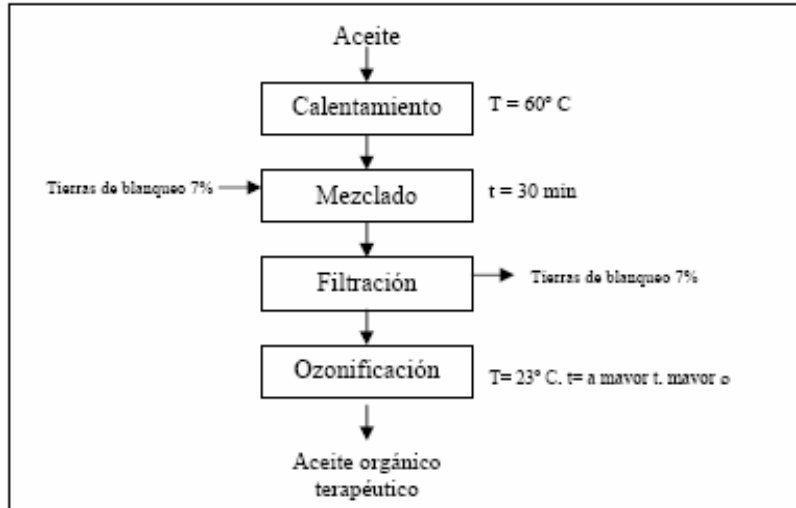 Aceite
Calentamiento
T = 60° C
Tierras de blanqueo 7%
Mezclado
t = 30 min
Filtración
Tierras de blanqueo 7%
Ozonificación
T= 23° C. t= a mayor t. mayor
Aceite orgánico
terapéutico